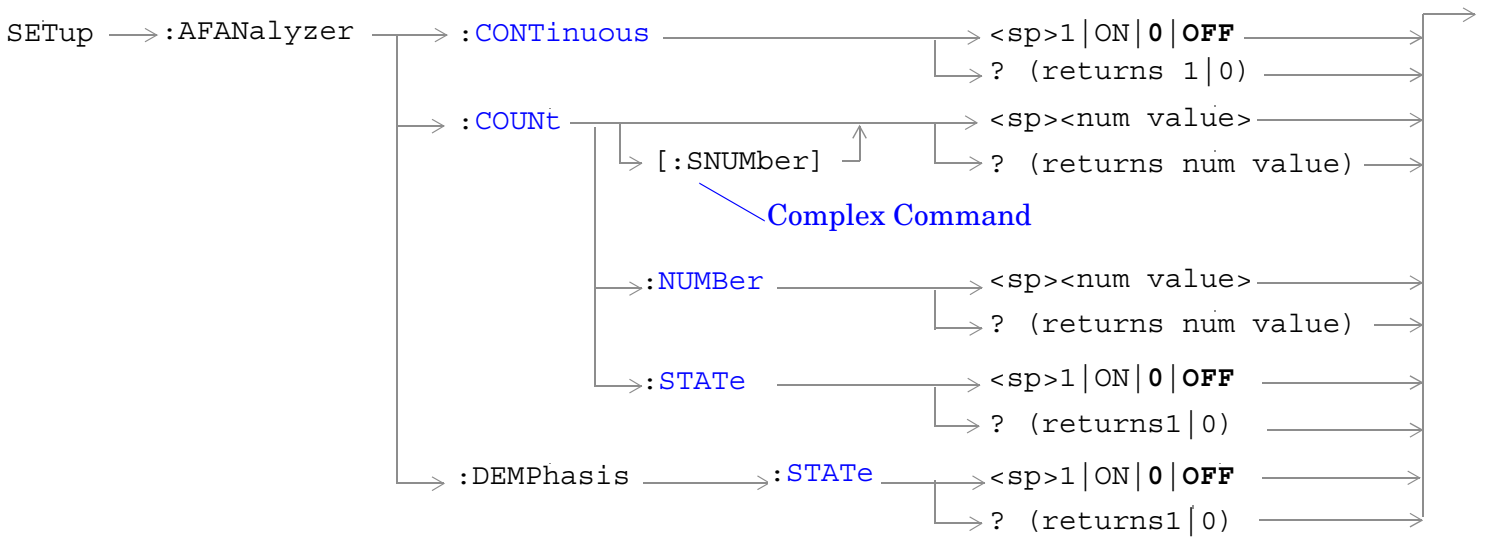 SETup :AFANalyzer :CONTinuous <sp>1|ON|0|OFF
? (returns 1|0)
:COUNt <sp><num value>
[:SNUMber] ? (returns num value)
Complex Command
:NUMBer <sp><num value>
? (returns num value)
:STATe <sp>1|ON|0|OFF
? (returns1|0)
:DEMPhasis :STATe <sp>1|ON|0|OFF
? (returns1|0)